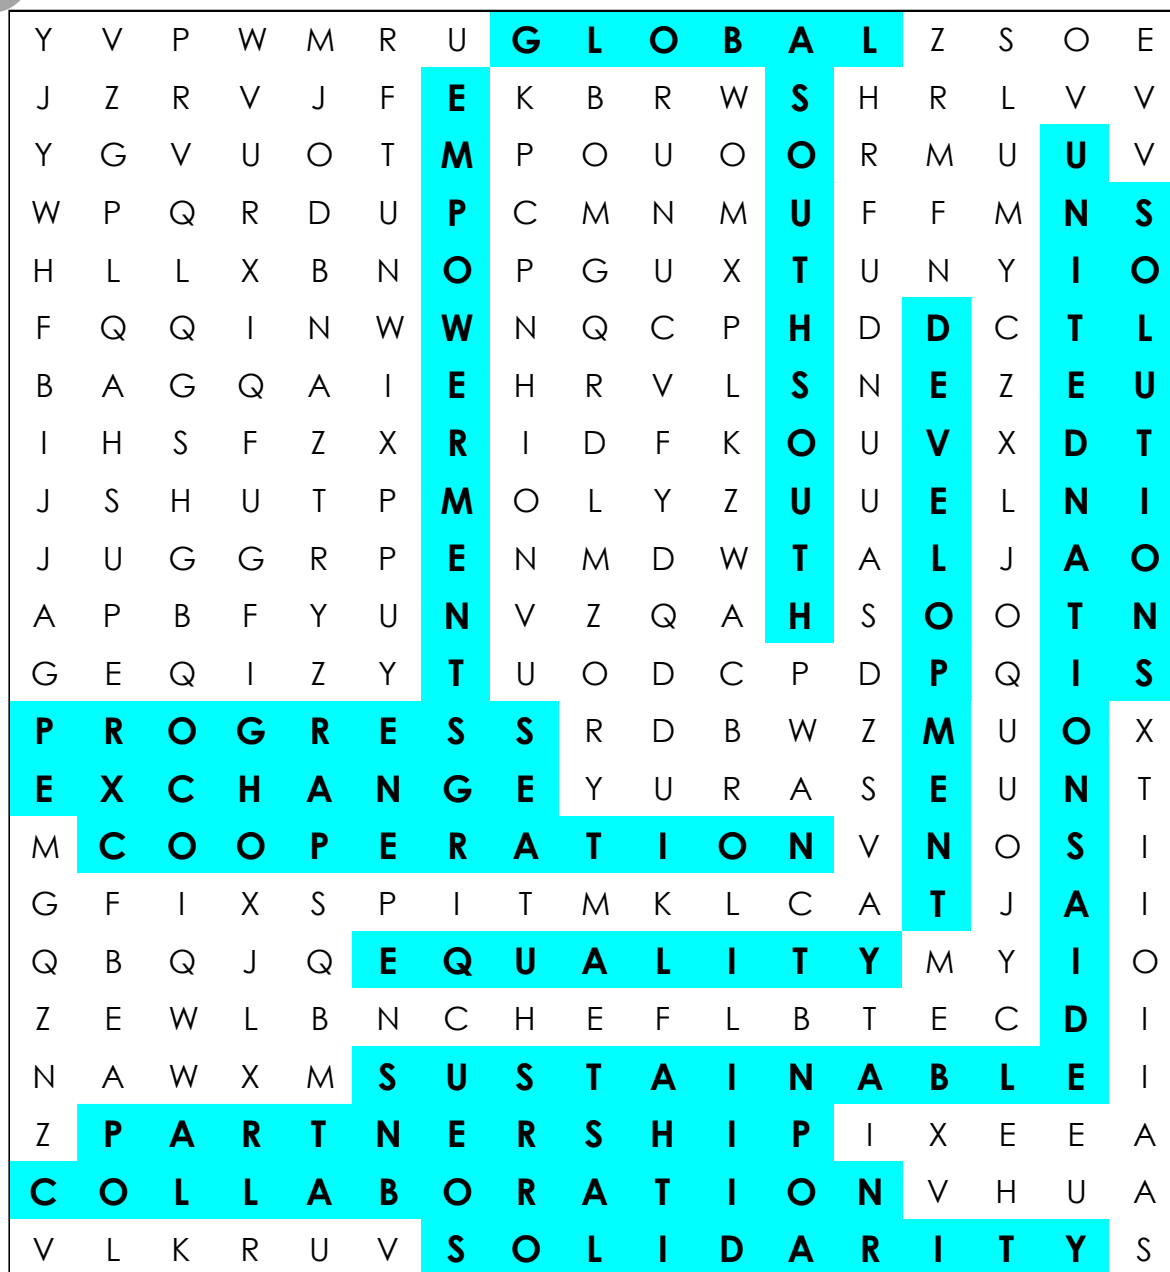 Y V P W M R U G L O B A L Z S O E
J Z R V J F E K B R W S H R L V V
Y G V U O T M P O U O O R M U U V
W P Q R D U P C M N M U F F M N S
H L L X B N O P G U X T U N Y I O
F Q Q I N W W N Q C P H D D C T L
B A G Q A I E H R V L S N E Z E U
I H S F Z X R I D F K O U V X D T
J S H U T P M O L Y Z U U E L N I
J U G G R P E N M D W T A L J A O
A P B F Y U N V Z Q A H S O O T N
G E Q I Z Y T U O D C P D P Q I S
P R O G R E S S R D B W Z M U O X
E X C H A N G E Y U R A S E U N T
M C O O P E R A T I O N V N O S I
G F I X S P I T M K L C A T J A I
Q B Q J Q E Q U A L I T Y M Y I O
Z E W L B N C H E F L B T E C D I
N A W X M S U S T A I N A B L E I
Z P A R T N E R S H I P I X E E A
C O L L A B O R A T I O N V H U A
V L K R U V S O L I D A R I T Y S